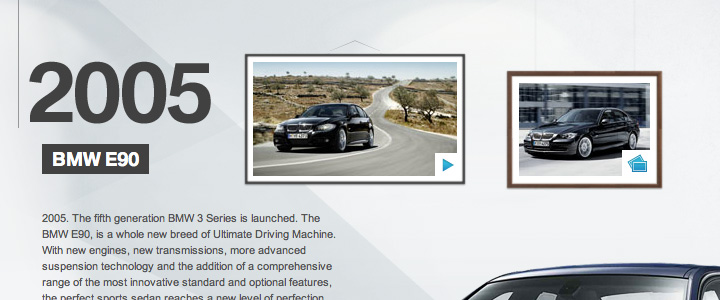 2005
BMW E90
2005. The fifth generation BMW 3 Series is launched. The
BMW E90, is a whole new breed of Ultimate Driving Machine.
With new engines, new transmissions, more advanced
suspension technology and the addition of a comprehensive
range of the most innovative standard and optional features,
the perfect sports sedan reaches a new level of perfection